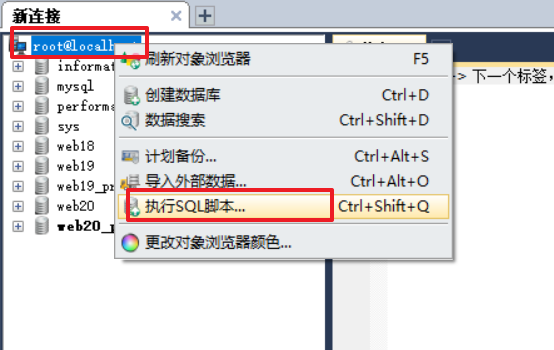 新连接
root@localh
informat
mysql
performa
sys
web18
web19
web19_pr
web20
web20_p
刷新对象浏览器 F5
创建数据库 Ctrl+D
数据搜索 Ctrl+Shift+D
计划备份... Ctrl+Alt+S
导入外部数据... Ctrl+Alt+O
执行SQL脚本... Ctrl+Shift+Q
更改对象浏览器颜色...
-> 下一个标签,